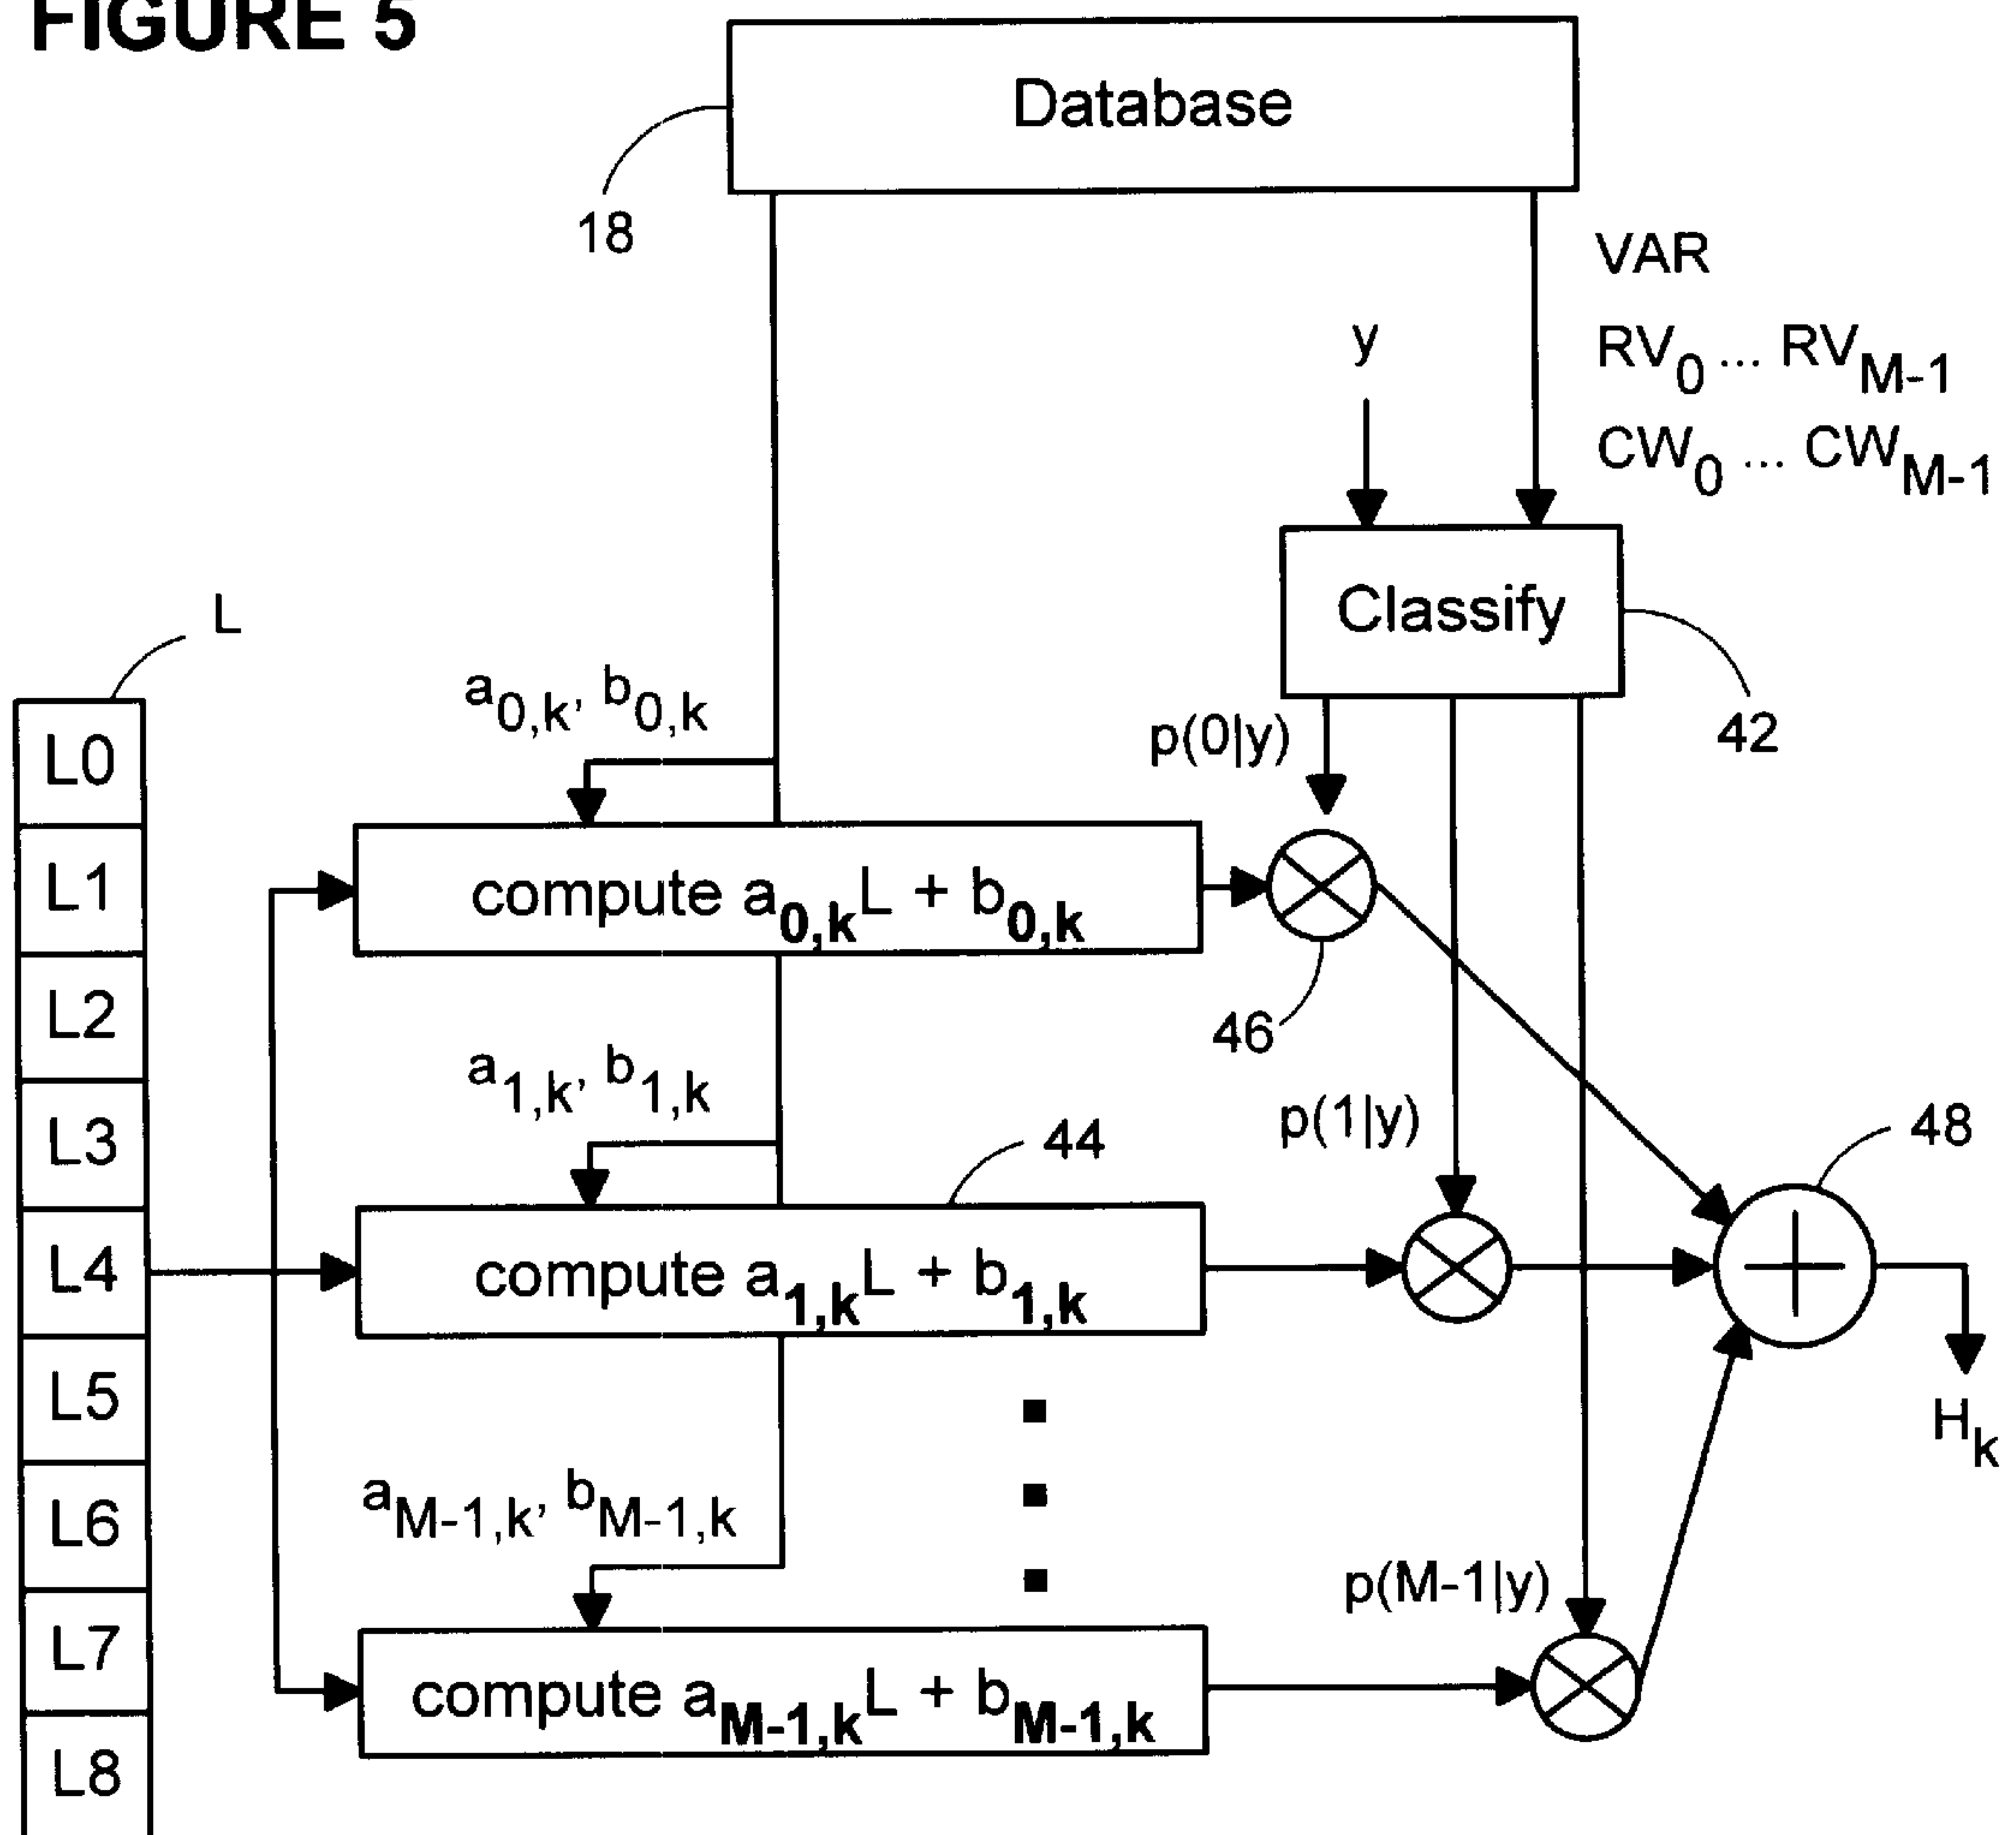 FIGURE 5
Database
18
VAR
y
RV0 ... RVM-1
CW0 ... CWM-1
Classify
42
L
a0,k, b0,k
p(0|y)
L0
L1
compute a0,kL + b0,k
46
L2
a1,k, b1,k
p(1|y)
L3
44
48
L4
compute a1,kL + b1,k
L5
Hk
L6
aM-1,k, bM-1,k
p(M-1|y)
L7
compute aM-1,kL + bM-1,k
L8